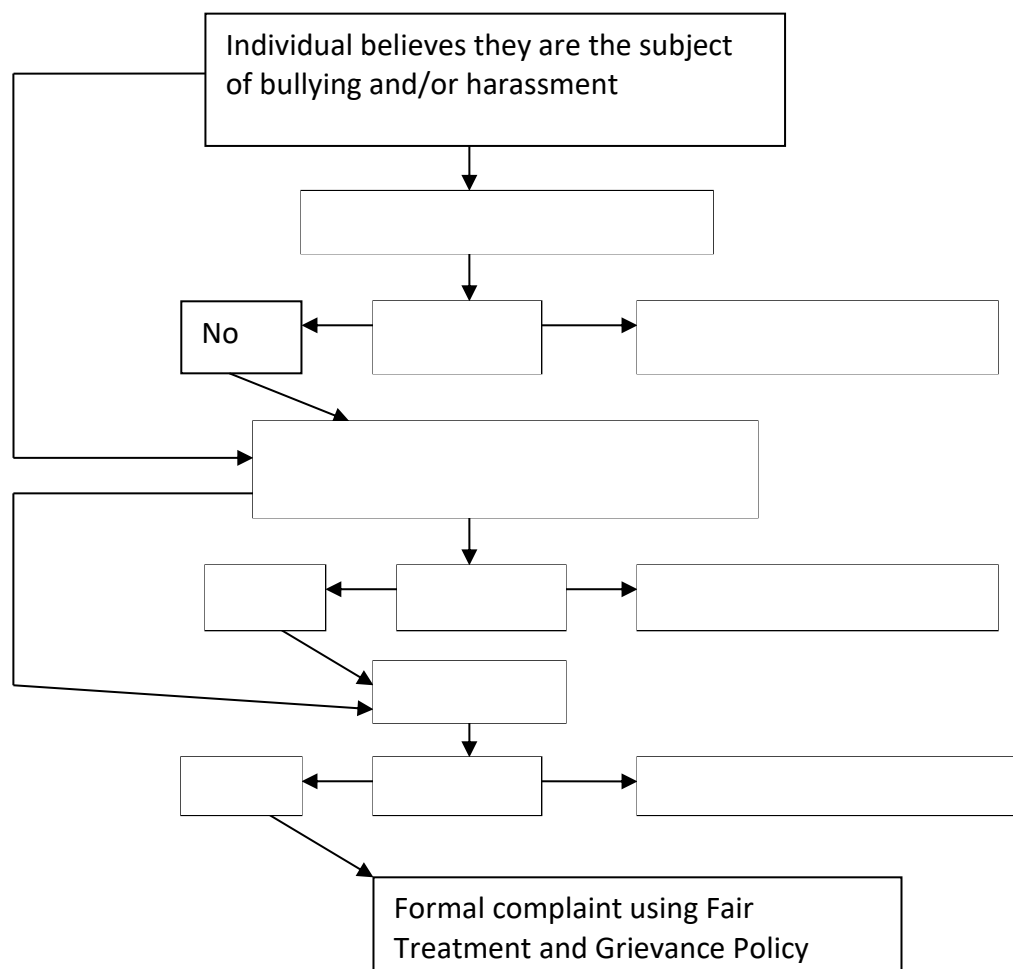 Individual believes they are the subject
of bullying and/or harassment
No
Formal complaint using Fair
Treatment and Grievance Policy